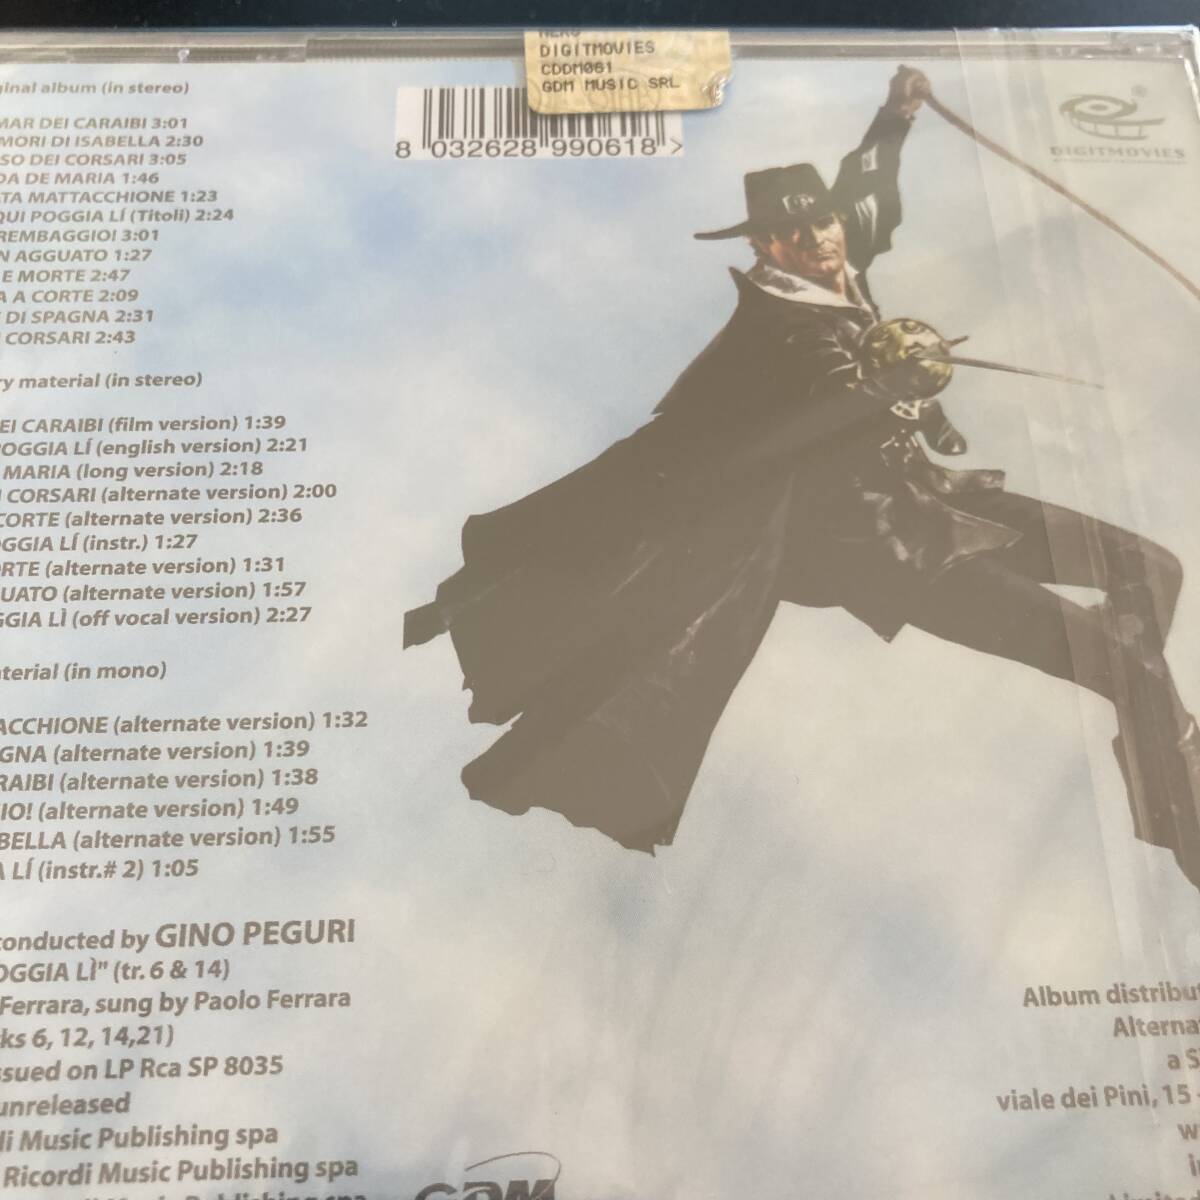 DIGITMOVIES
CDDM061
GDM MUSIC SRL
8 032628 990618 >
DIGITMOVIES
ginal album (in stereo)
MAR DEI CARAIBI 3:01
MORI DI ISABELLA 2:30
SO DEI CORSARI 3:05
DA DE MARIA 1:46
TA MATTACCHIONE 1:23
QUI POGGIA LÍ (Titoli) 2:24
REMBAGGIO! 3:01
N AGGUATO 1:27
E MORTE 2:47
A A CORTE 2:09
DI SPAGNA 2:31
CORSARI 2:43
ry material (in stereo)
EI CARAIBI (film version) 1:39
POGGIA LÍ (english version) 2:21
MARIA (long version) 2:18
I CORSARI (alternate version) 2:00
CORTE (alternate version) 2:36
OGGIA LÍ (instr.) 1:27
ORTE (alternate version) 1:31
UATO (alternate version) 1:57
GGIA LÌ (off vocal version) 2:27
aterial (in mono)
ACCHIONE (alternate version) 1:32
GNA (alternate version) 1:39
RAIBI (alternate version) 1:38
IO! (alternate version) 1:49
BELLA (alternate version) 1:55
A LÍ (instr.# 2) 1:05
conducted by GINO PEGURI
OGGIA LÌ" (tr. 6 & 14)
Ferrara, sung by Paolo Ferrara
ks 6, 12, 14,21)
ssued on LP Rca SP 8035
unreleased
di Music Publishing spa
Ricordi Music Publishing spa
Album distribut
Alterna
a S
viale dei Pini, 15
GDM